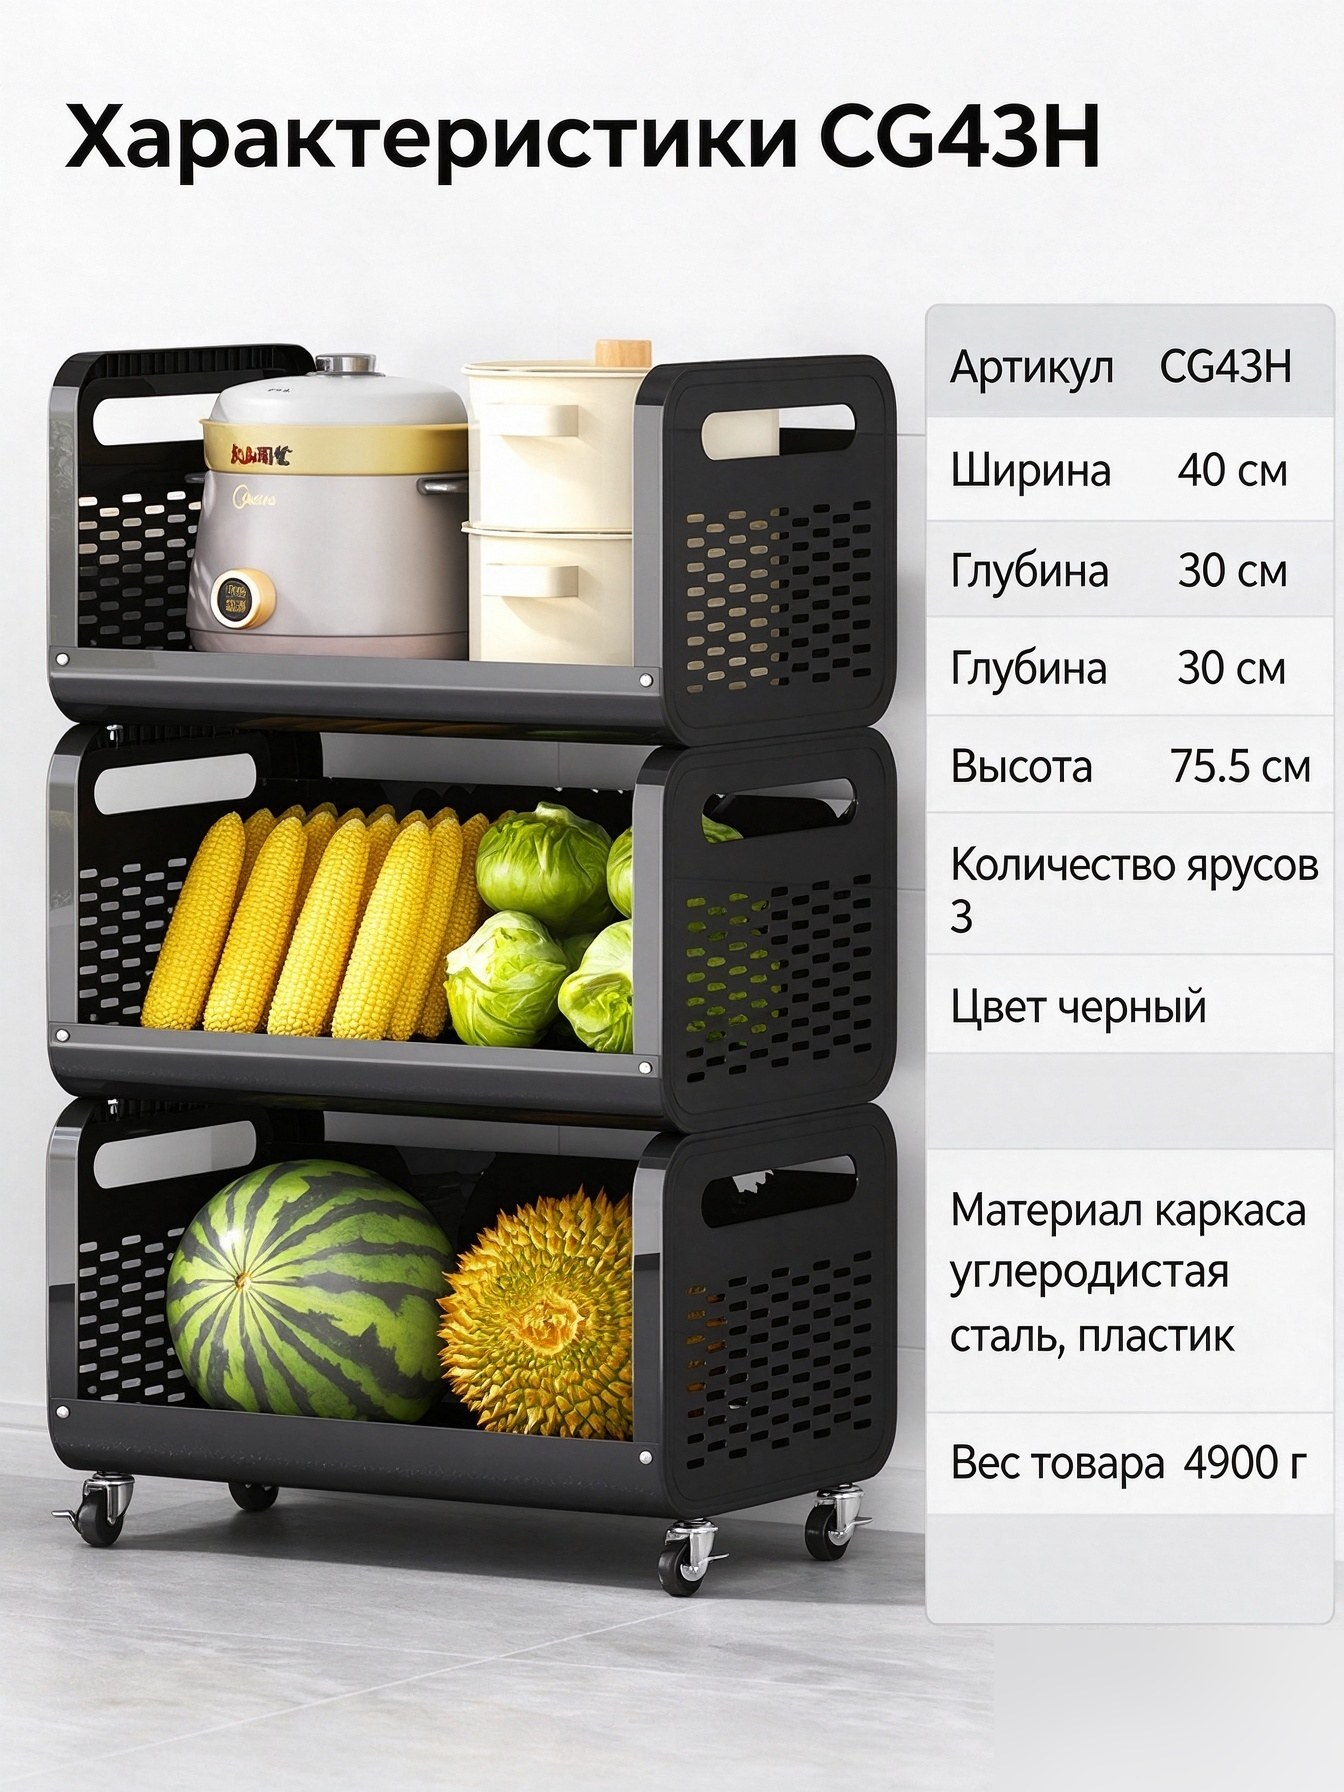 Характеристики CG43H
Артикул CG43H
Ширина 40 см
Глубина 30 см
Глубина 30 см
Высота 75.5 см
Количество ярусов
3
Цвет черный
Материал каркаса
углеродистая
сталь, пластик
Вес товара 4900 г